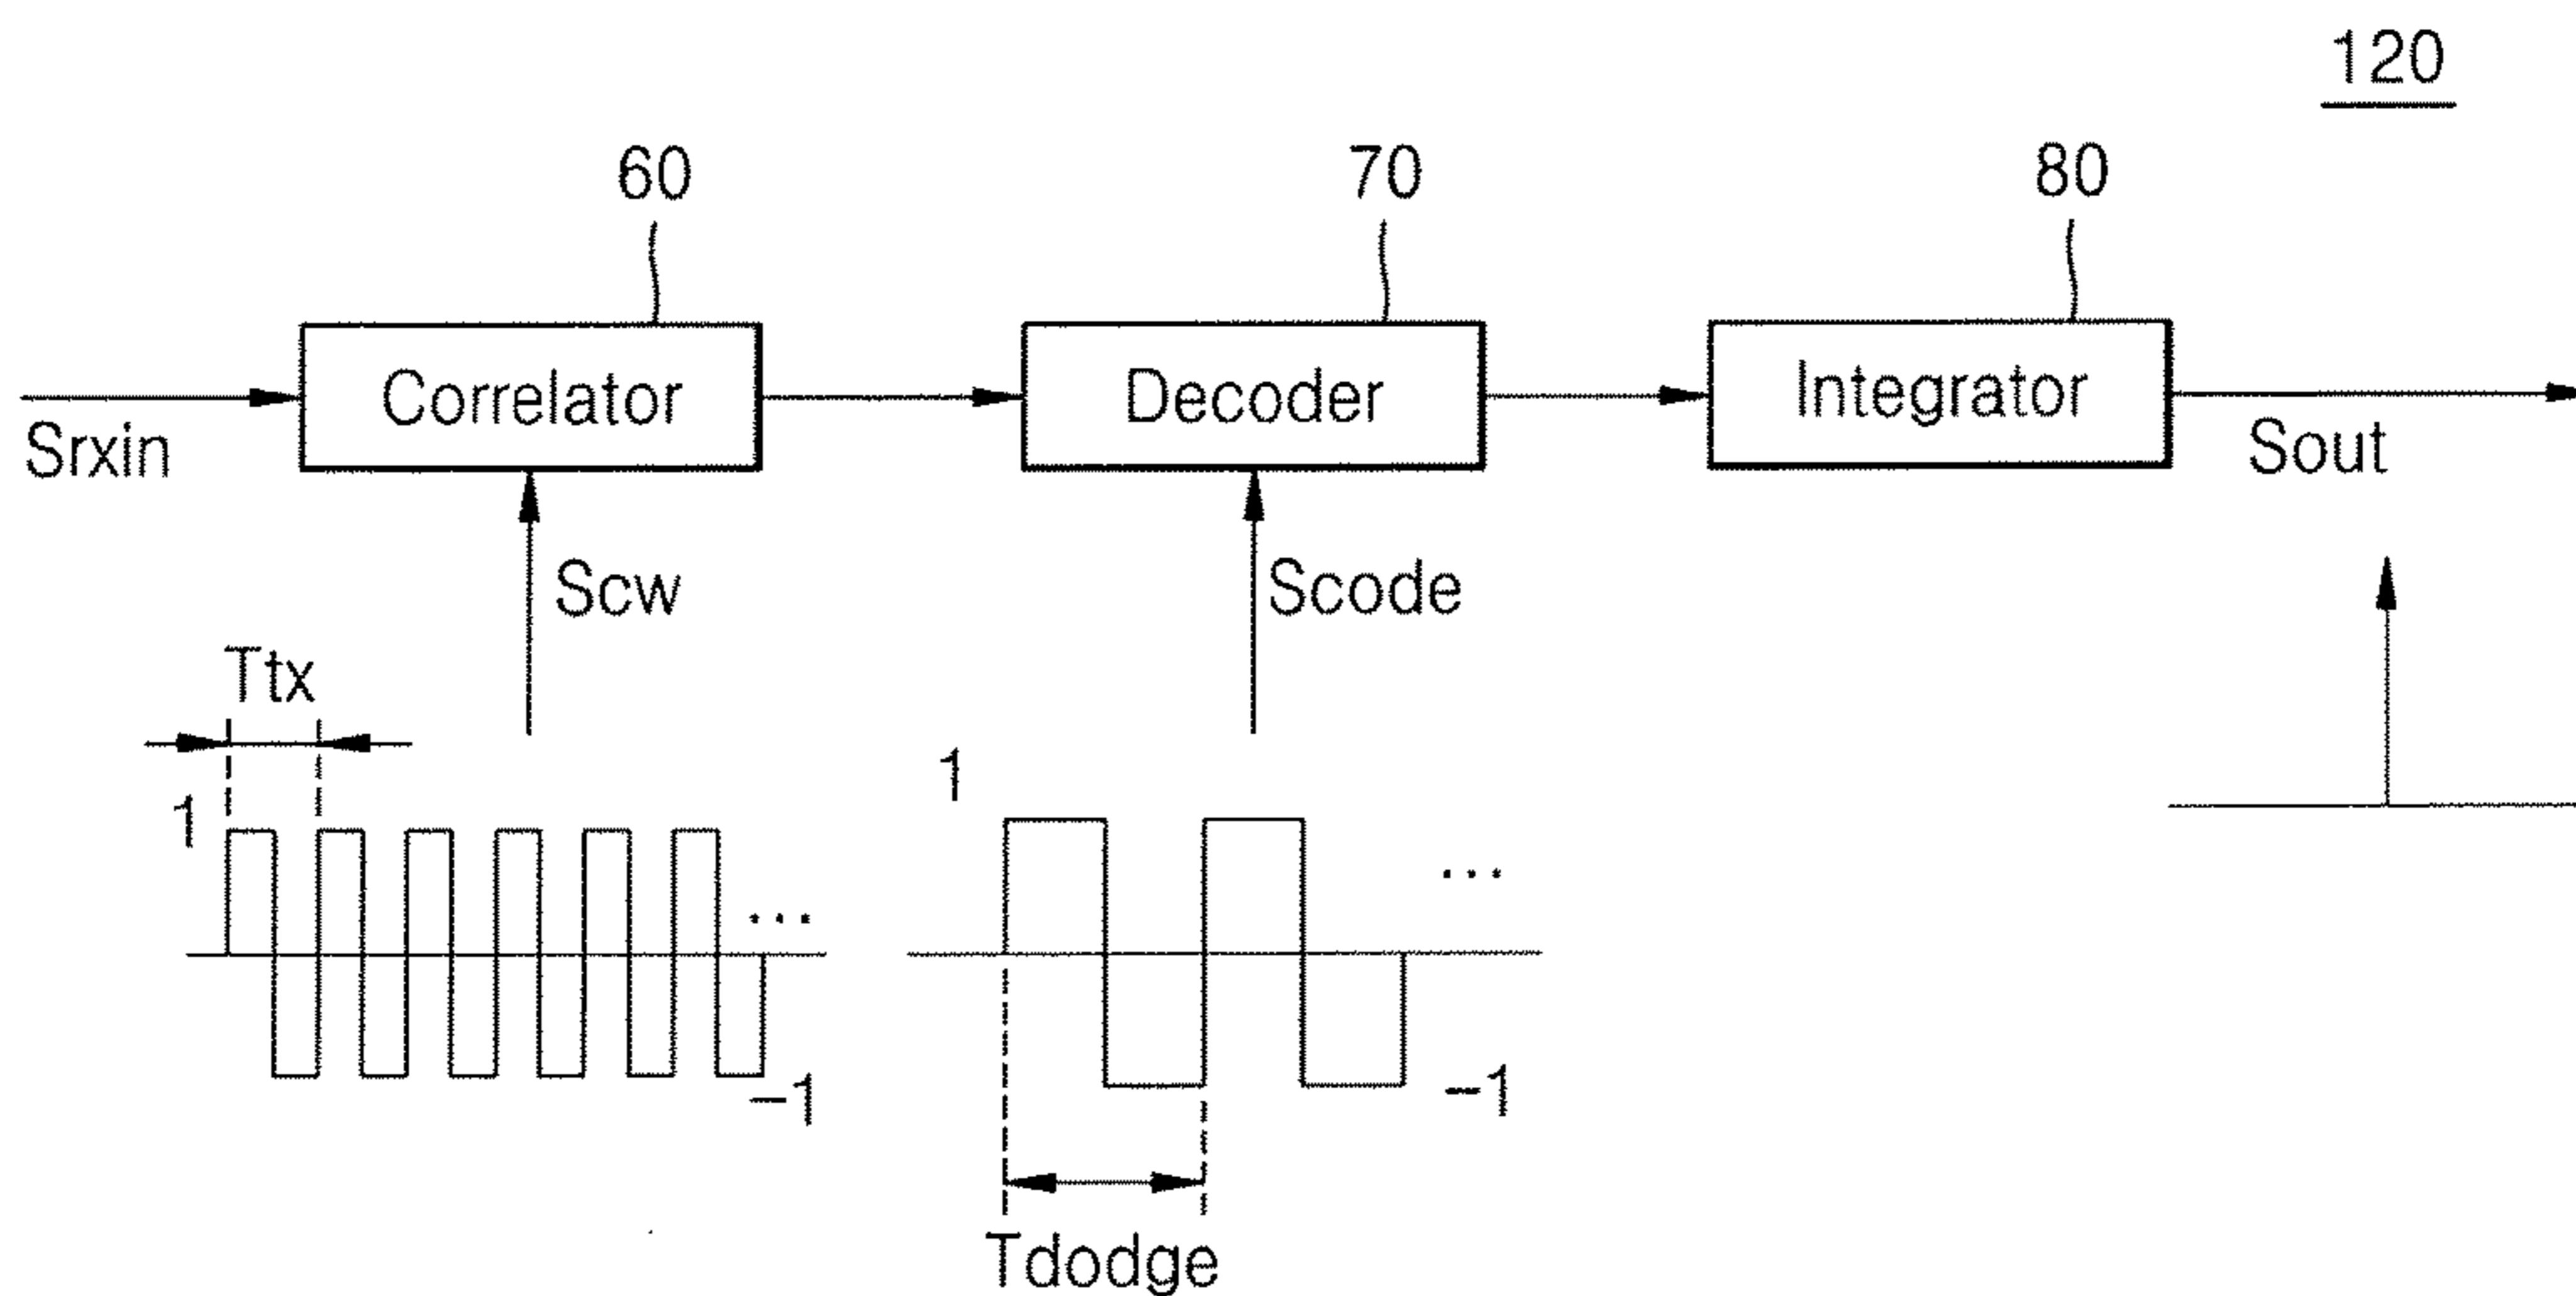 120
60
70
80
Correlator
Decoder
Integrator
Srxin
Sout
Scw
Scode
Ttx
1
1
...
...
-1
-1
Tdodge